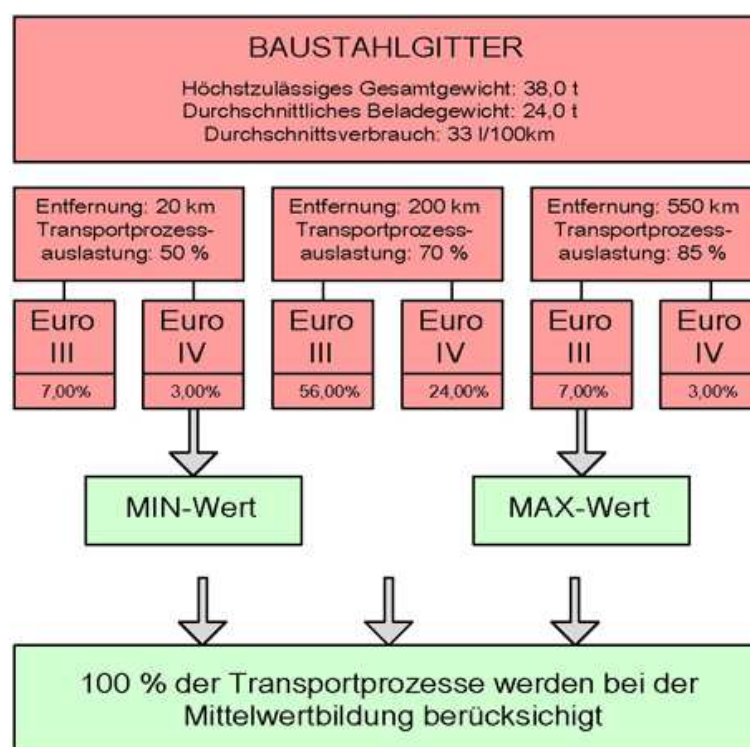 BAUSTAHLGITTER
Höchstzulässiges Gesamtgewicht: 38,0 t
Durchschnittliches Beladegewicht: 24,0 t
Durchschnittsverbrauch: 33 l/100km
Entfernung: 20 km
Transportprozess-
auslastung: 50 %
Entfernung: 200 km
Transportprozess-
auslastung: 70 %
Entfernung: 550 km
Transportprozess-
auslastung: 85 %
Euro
III
7,00%
Euro
IV
3,00%
Euro
III
56,00%
Euro
IV
24,00%
Euro
III
7,00%
Euro
IV
3,00%
MIN-Wert
MAX-Wert
100 % der Transportprozesse werden bei der
Mittelwertbildung berücksichigt